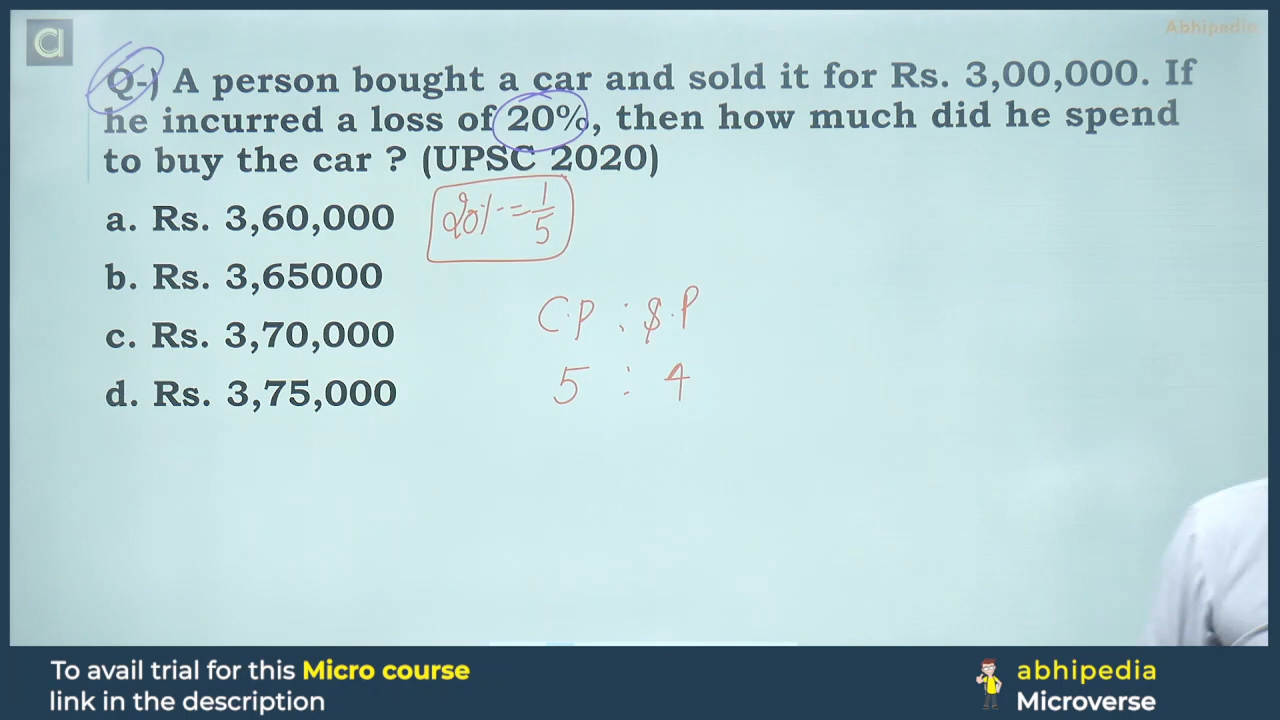 Abhipedia
Q-) A person bought a car and sold it for Rs. 3,00,000. If
he incurred a loss of 20%, then how much did he spend
to buy the car ? (UPSC 2020)
a. Rs. 3,60,000
20% = 1/5
b. Rs. 3,65000
C.P : S.P
c. Rs. 3,70,000
5 : 4
d. Rs. 3,75,000
To avail trial for this Micro course
link in the description
abhipedia
Microverse